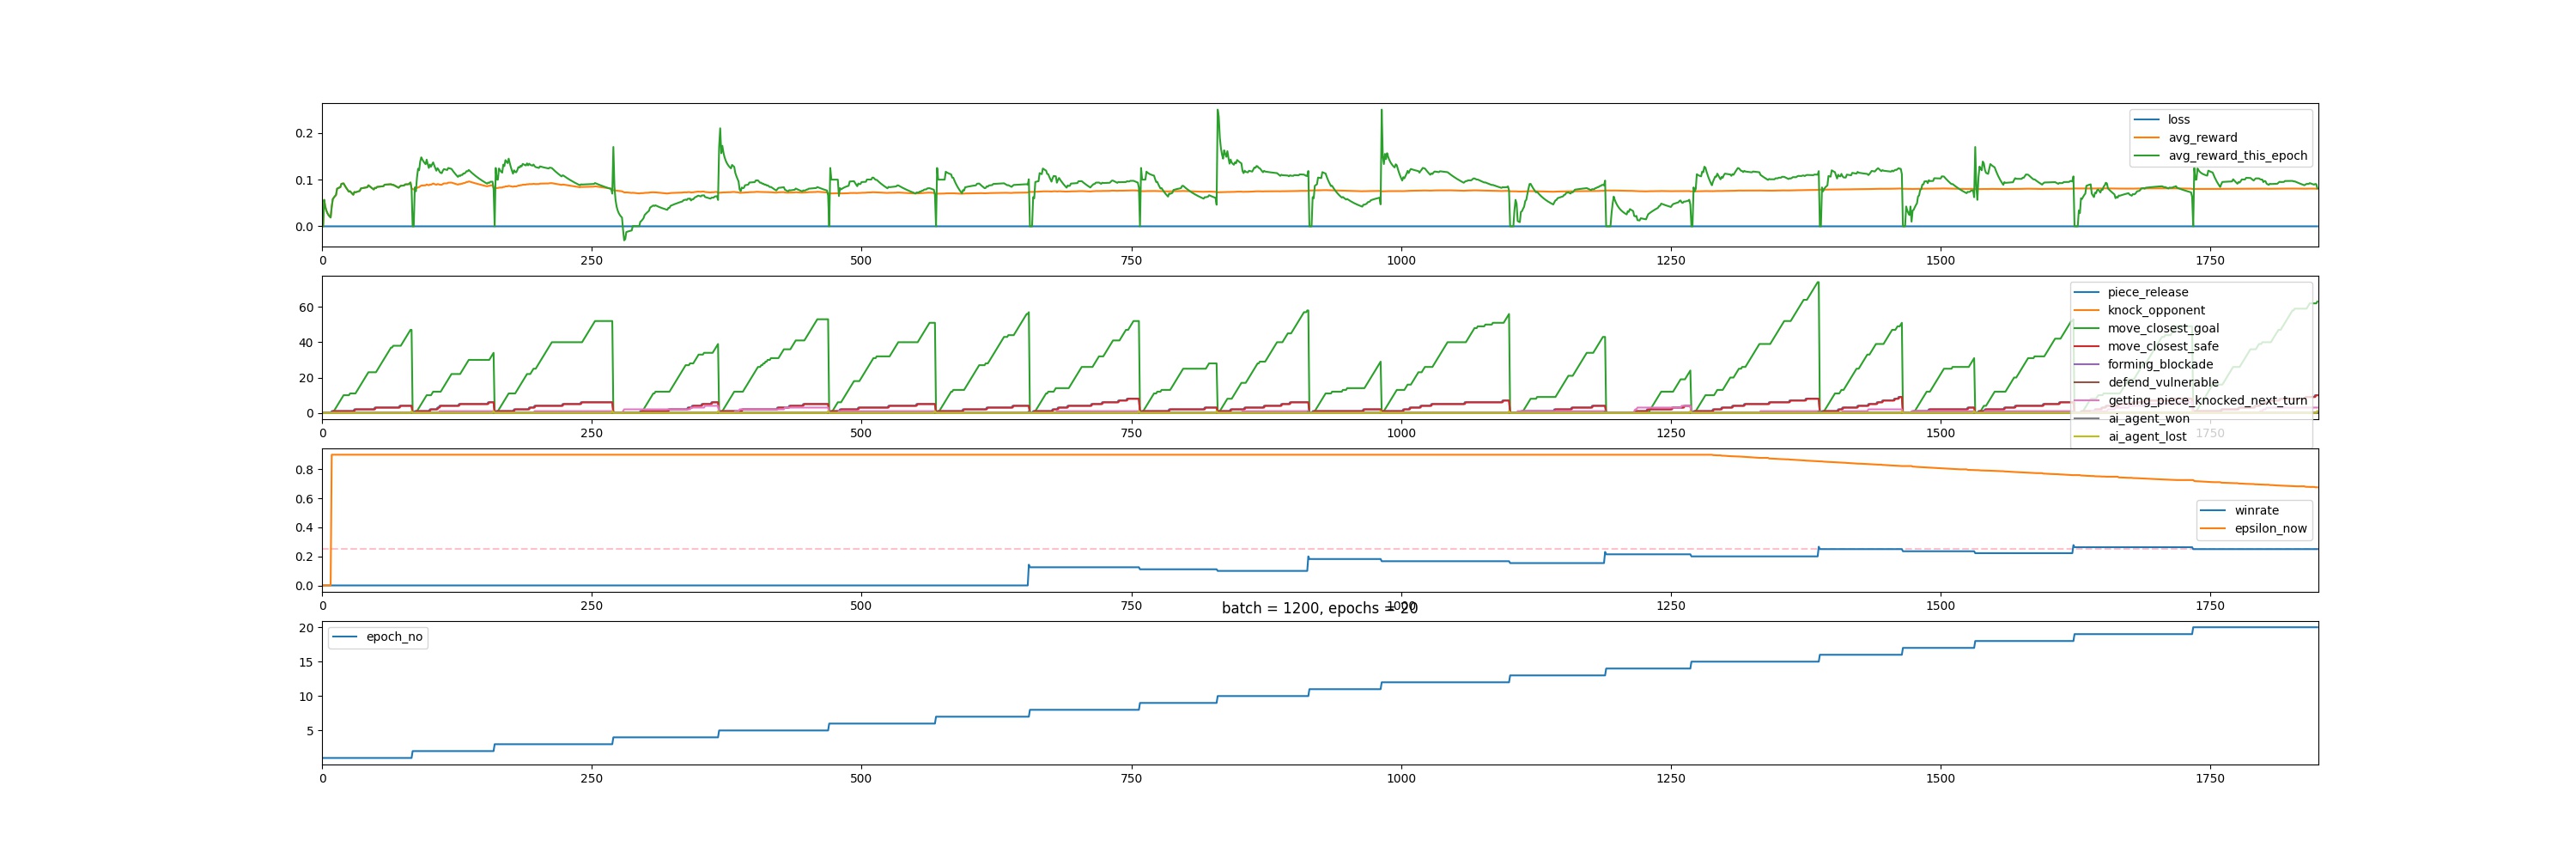 0.2
0.1
0.0
loss
avg_reward
avg_reward_this_epoch
0 250 500 750 1000 1250 1500 1750
60
40
20
0
piece_release
knock_opponent
move_closest_goal
move_closest_safe
forming_blockade
defend_vulnerable
getting_piece_knocked_next_turn
ai_agent_won
ai_agent_lost
0 250 500 750 1000 1250 1500 1750
0.8
0.6
0.4
0.2
0.0
winrate
epsilon_now
0 250 500 750 1000 1250 1500 1750
batch = 1200, epochs = 20
20
15
10
5
epoch_no
0 250 500 750 1000 1250 1500 1750